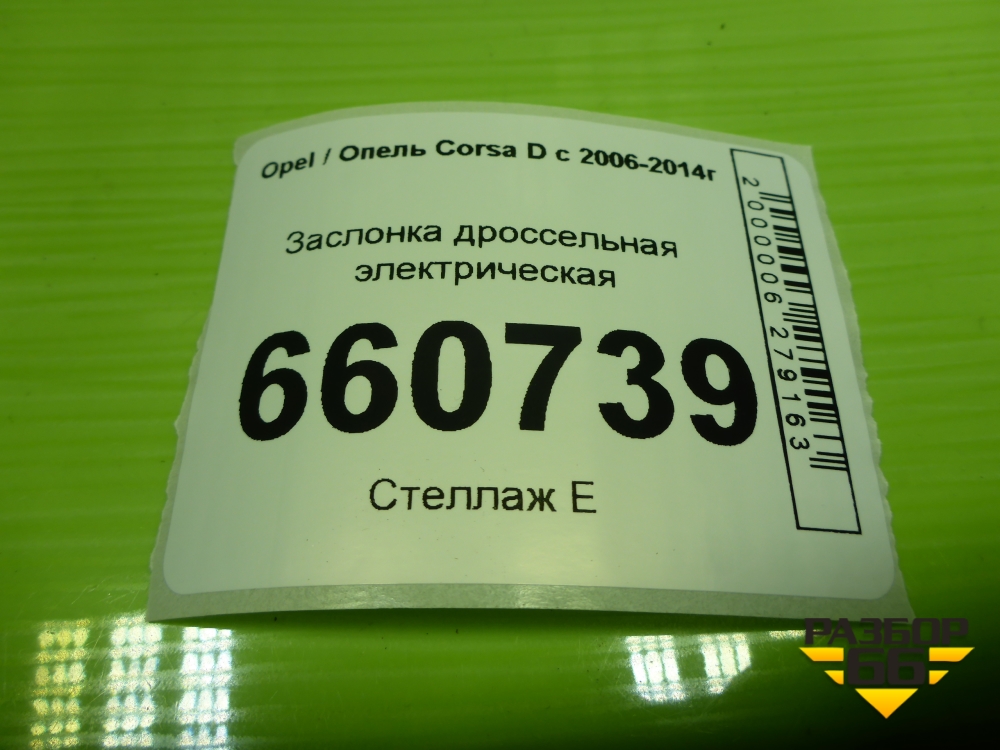 Opel / Опель Corsa D с 2006-2014г
Заслонка дроссельная
электрическая
660739
Стеллаж Е
2000006279163
РАЗБОР
66